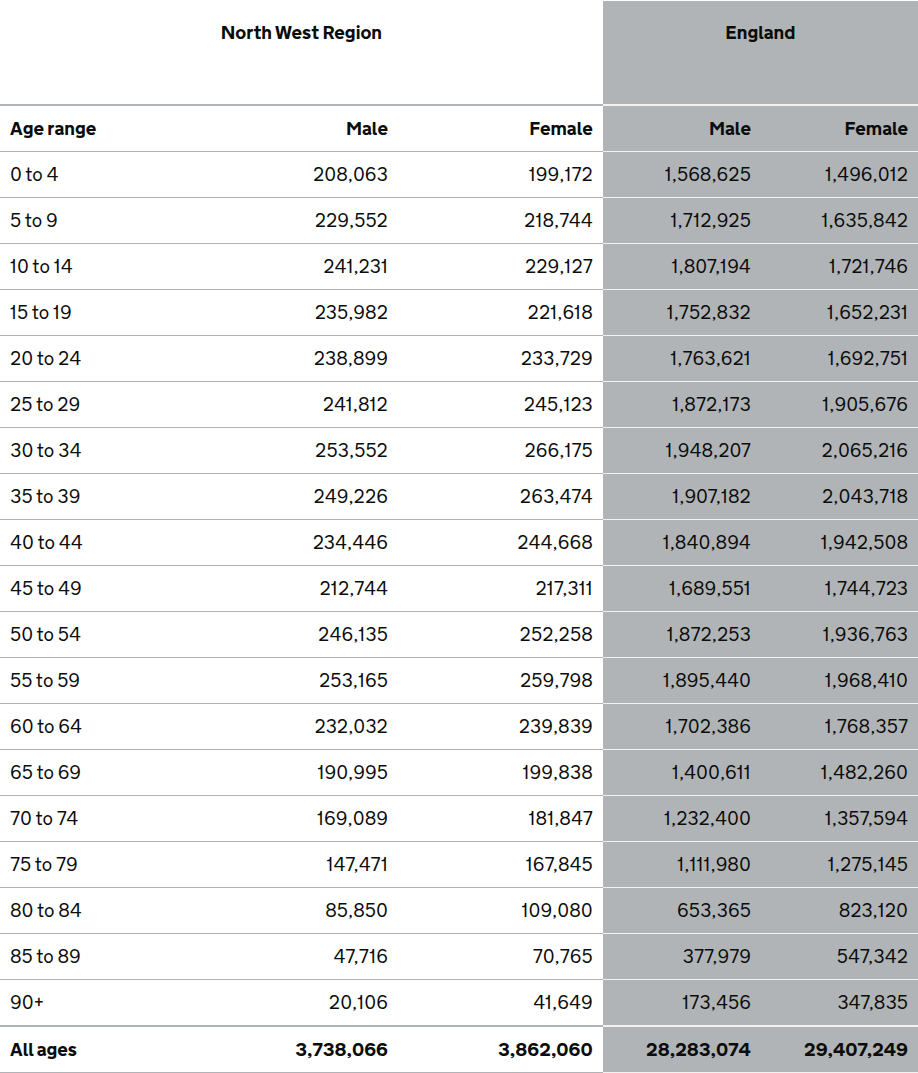 North West Region England
Age range Male Female Male Female
0 to 4 208,063 199,172 1,568,625 1,496,012
5 to 9 229,552 218,744 1,712,925 1,635,842
10 to 14 241,231 229,127 1,807,194 1,721,746
15 to 19 235,982 221,618 1,752,832 1,652,231
20 to 24 238,899 233,729 1,763,621 1,692,751
25 to 29 241,812 245,123 1,872,173 1,905,676
30 to 34 253,552 266,175 1,948,207 2,065,216
35 to 39 249,226 263,474 1,907,182 2,043,718
40 to 44 234,446 244,668 1,840,894 1,942,508
45 to 49 212,744 217,311 1,689,551 1,744,723
50 to 54 246,135 252,258 1,872,253 1,936,763
55 to 59 253,165 259,798 1,895,440 1,968,410
60 to 64 232,032 239,839 1,702,386 1,768,357
65 to 69 190,995 199,838 1,400,611 1,482,260
70 to 74 169,089 181,847 1,232,400 1,357,594
75 to 79 147,471 167,845 1,111,980 1,275,145
80 to 84 85,850 109,080 653,365 823,120
85 to 89 47,716 70,765 377,979 547,342
90+ 20,106 41,649 173,456 347,835
All ages 3,738,066 3,862,060 28,283,074 29,407,249